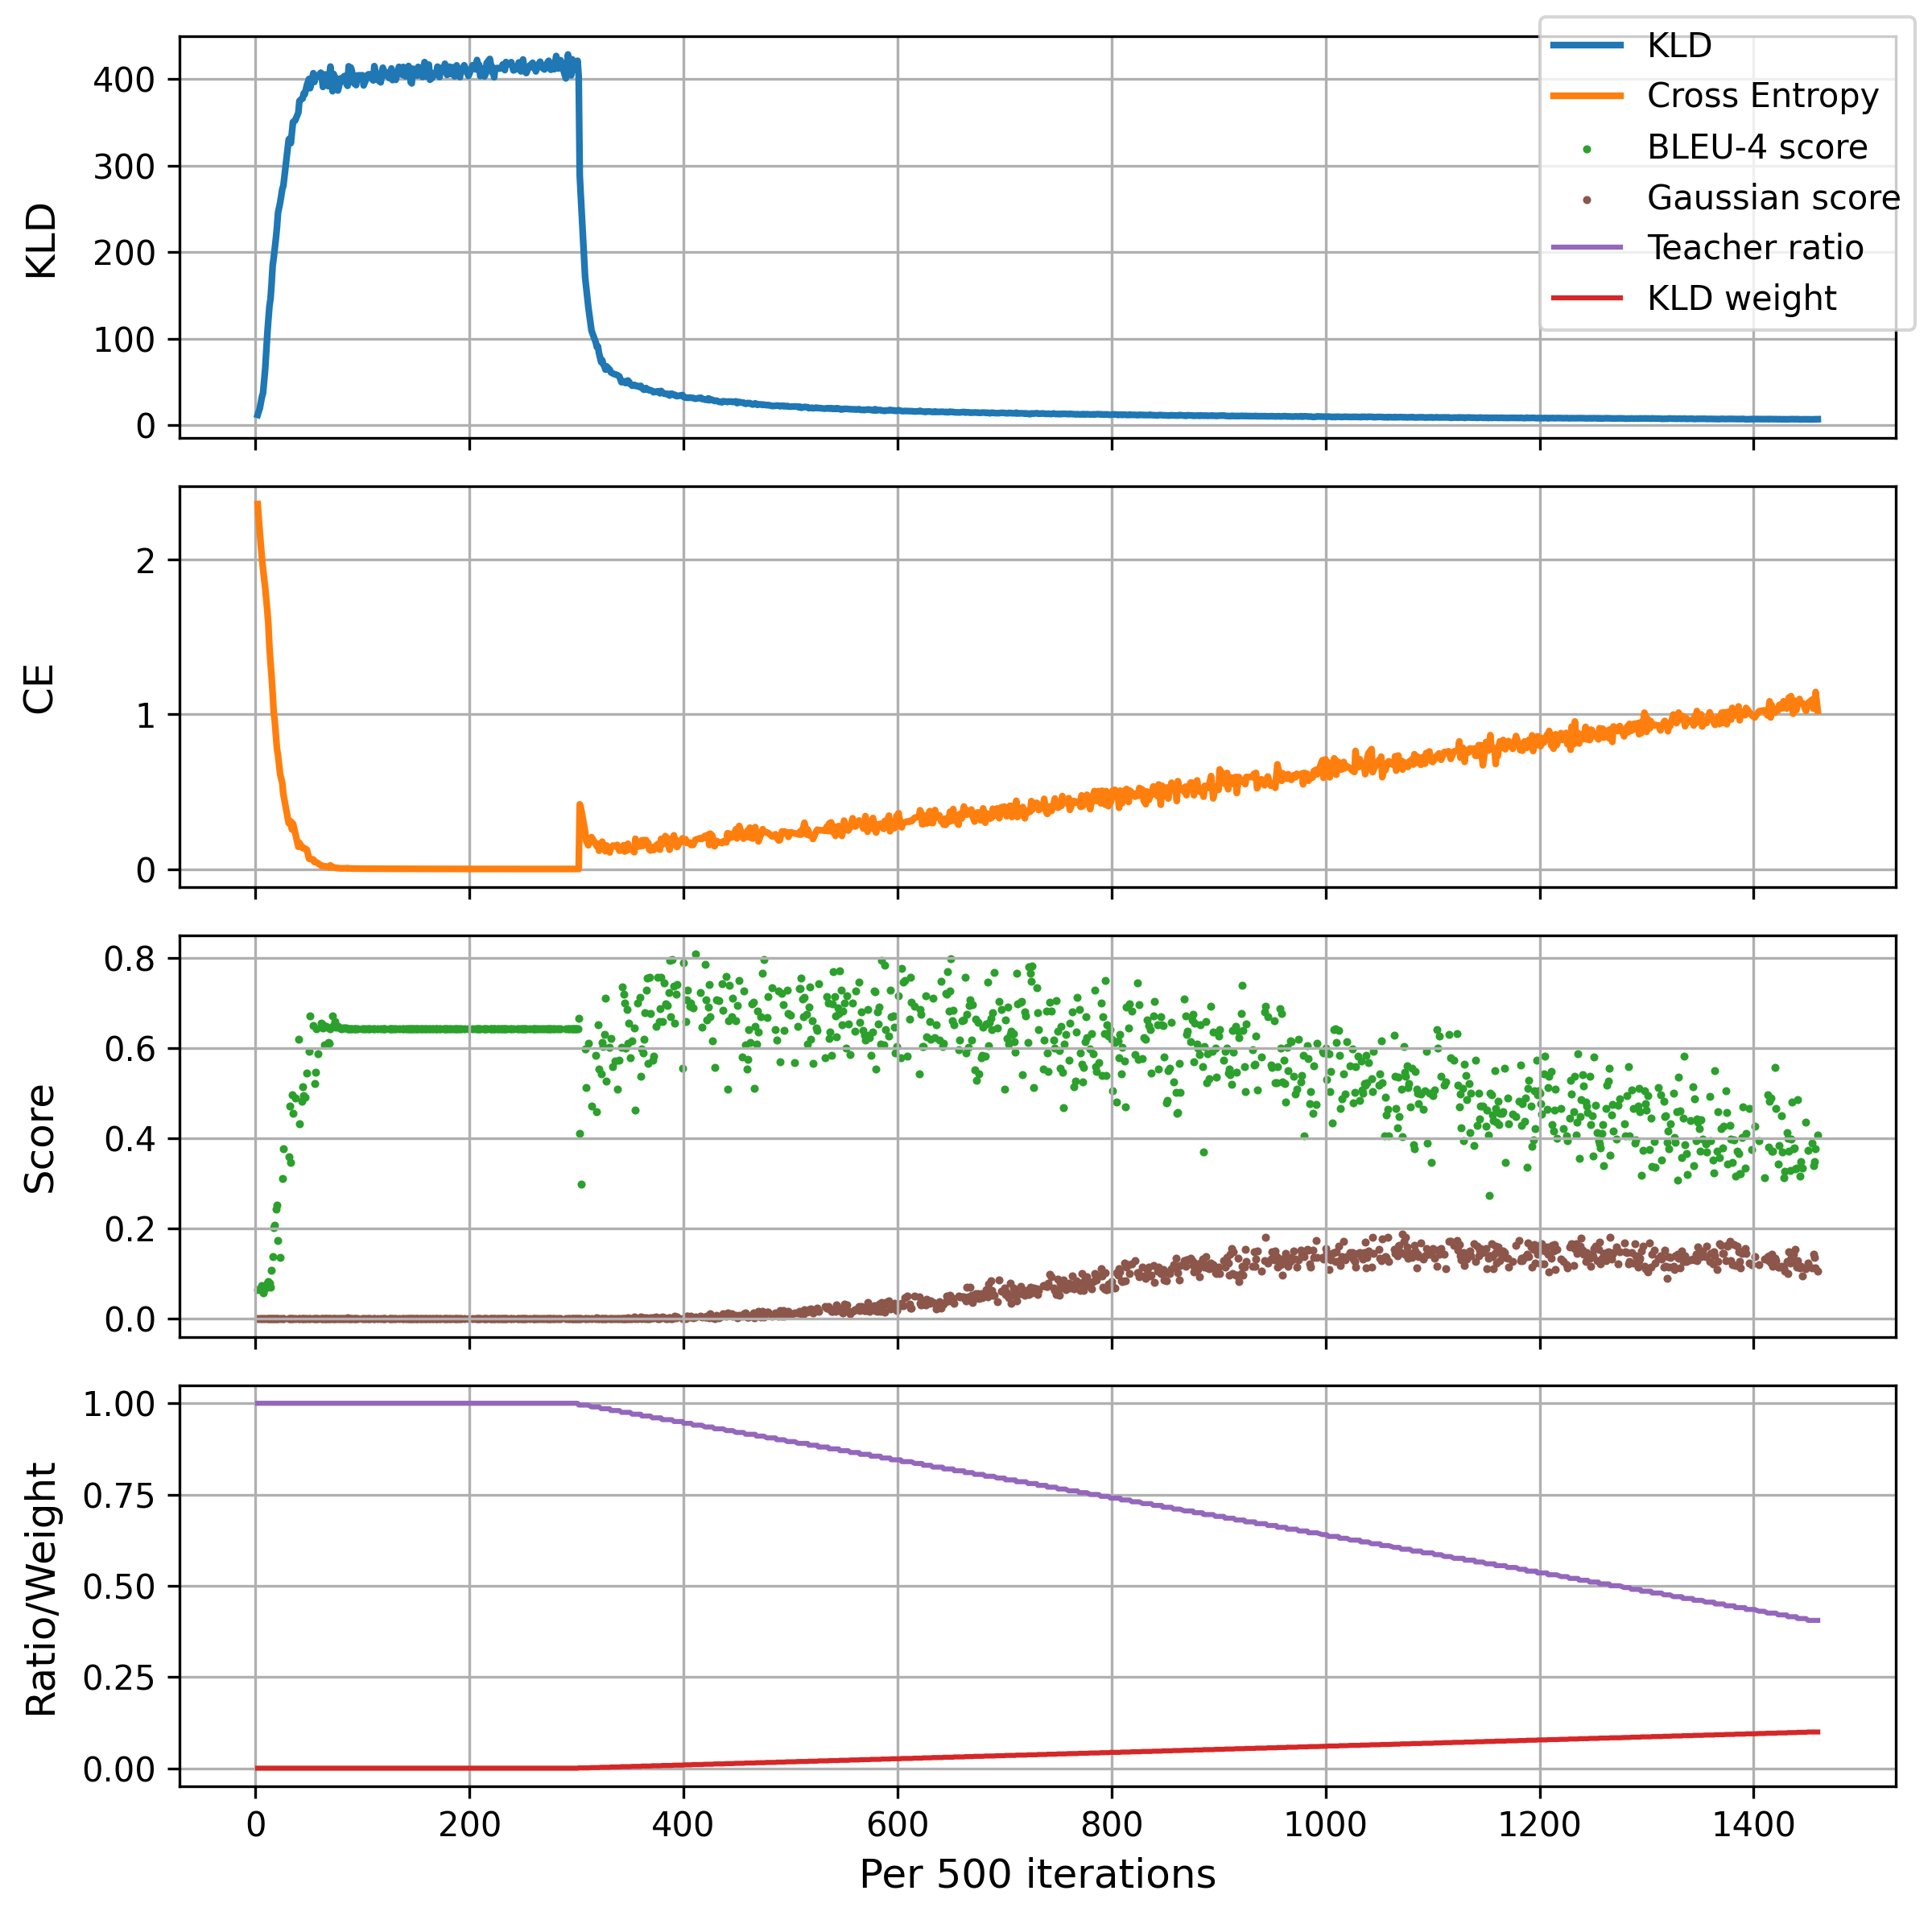 KLD
Cross Entropy
BLEU-4 score
Gaussian score
Teacher ratio
KLD weight
KLD
400
300
200
100
0
CE
2
1
0
Score
0.8
0.6
0.4
0.2
0.0
Ratio/Weight
1.00
0.75
0.50
0.25
0.00
0 200 400 600 800 1000 1200 1400
Per 500 iterations